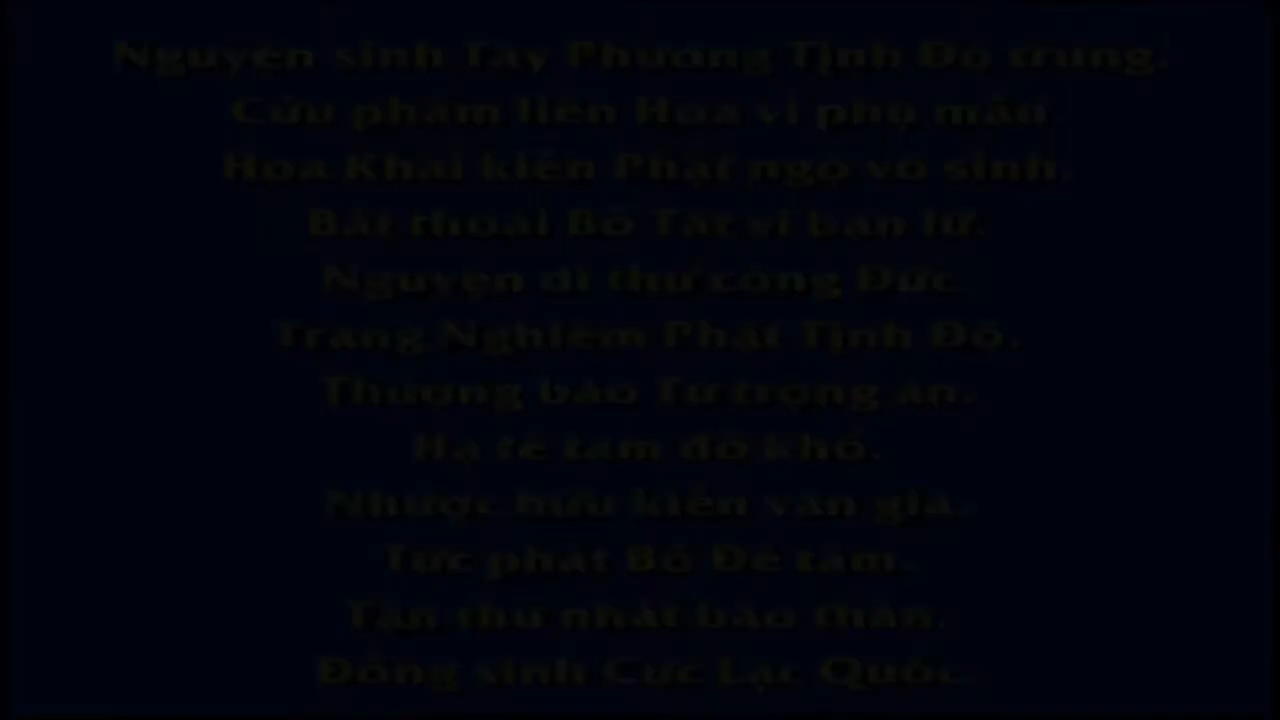 Nguyện sinh Tây Phương Tịnh Độ trung.
Cửu phẩm liên Hoa vi phụ mẫu.
Hoa Khai kiến Phật ngộ vô sinh.
Bất thoái Bồ Tát vi bạn lữ.
Nguyện dĩ thử công Đức.
Trang Nghiêm Phật Tịnh Độ.
Thượng báo Tứ trọng ân.
Hạ tế tam đồ khổ.
Nhược hữu kiến văn giả.
Tức phát Bồ Đề tâm.
Tận thử nhất báo thân.
Đồng sinh Cực Lạc Quốc.